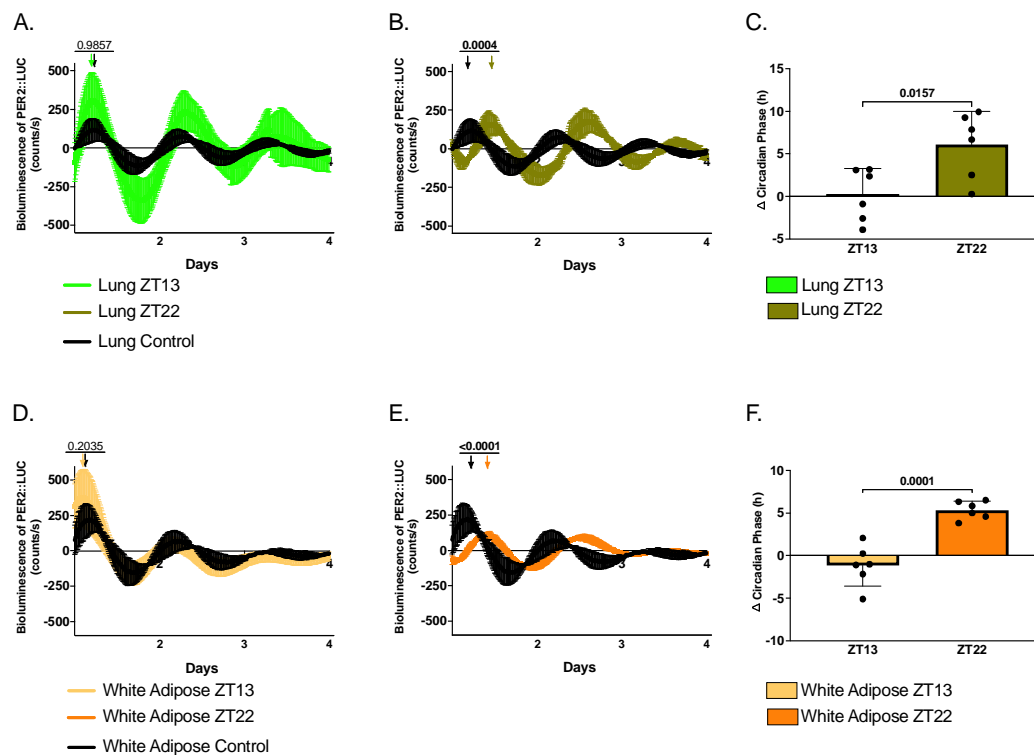 A.
0.9857
500
250
0
-250
-500
2
3
4
Bioluminescence of PER2::LUC
(counts/s)
Days
Lung ZT13
Lung ZT22
Lung Control
B.
0.0004
500
250
0
-250
-500
2
3
4
Bioluminescence of PER2::LUC
(counts/s)
Days
C.
0.0157
15
10
5
0
-5
Δ Circadian Phase (h)
ZT13
ZT22
Lung ZT13
Lung ZT22
D.
0.2035
500
250
0
-250
-500
2
3
4
Bioluminescence of PER2::LUC
(counts/s)
Days
White Adipose ZT13
White Adipose ZT22
White Adipose Control
E.
<0.0001
500
250
0
-250
-500
2
3
4
Bioluminescence of PER2::LUC
(counts/s)
Days
F.
0.0001
10
5
0
-5
-10
Δ Circadian Phase (h)
ZT13
ZT22
White Adipose ZT13
White Adipose ZT22